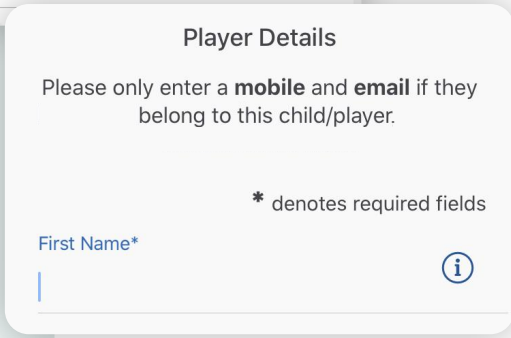 Player Details
Please only enter a mobile and email if they
belong to this child/player.
* denotes required fields
First Name*
i